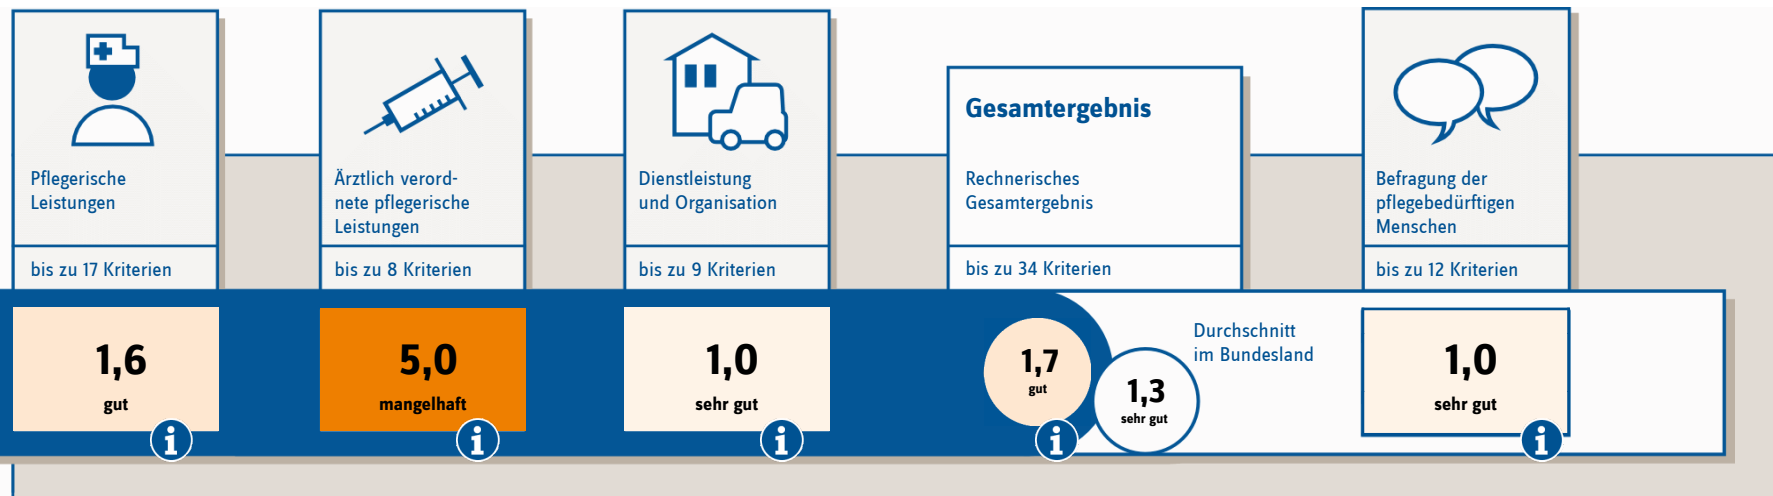 Pflegerische
Leistungen
bis zu 17 Kriterien
1,6
gut
i
Ärztlich verord-
nete pflegerische
Leistungen
bis zu 8 Kriterien
5,0
mangelhaft
i
Dienstleistung
und Organisation
bis zu 9 Kriterien
1,0
sehr gut
i
Gesamtergebnis
Rechnerisches
Gesamtergebnis
bis zu 34 Kriterien
1,7
gut
i
Durchschnitt
im Bundesland
1,3
sehr gut
Befragung der
pflegebedürftigen
Menschen
bis zu 12 Kriterien
1,0
sehr gut
i